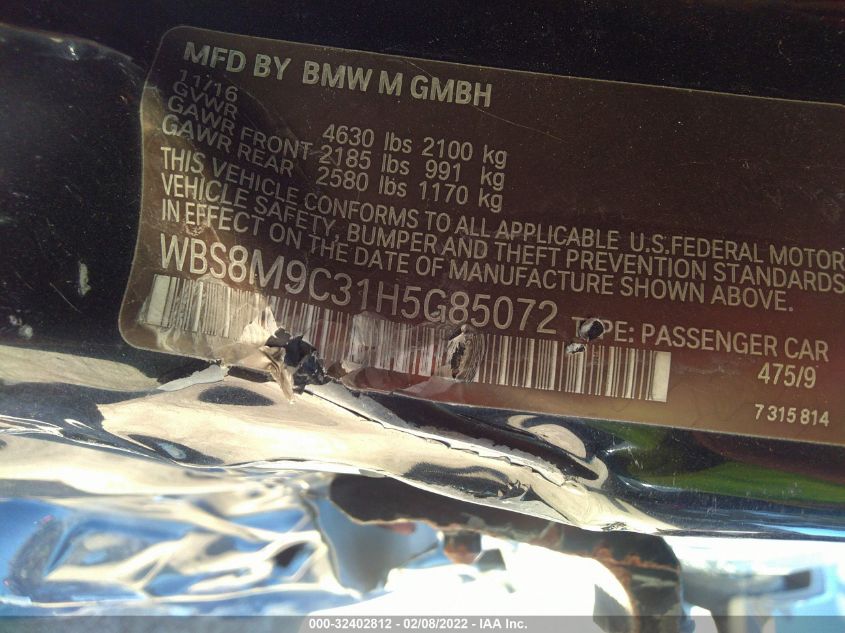 MFD BY BMW M GMBH
11/16
GVWR 4630 lbs 2100 kg
GAWR FRONT 2185 lbs 991 kg
GAWR REAR 2580 lbs 1170 kg
THIS VEHICLE CONFORMS TO ALL APPLICABLE U.S.FEDERAL MOTOR
VEHICLE SAFETY, BUMPER AND THEFT PREVENTION STANDARDS
IN EFFECT ON THE DATE OF MANUFACTURE SHOWN ABOVE.
WBS8M9C31H5G85072 TYPE: PASSENGER CAR
475/9
7 315 814
000-32402812 - 02/08/2022 - IAA Inc.